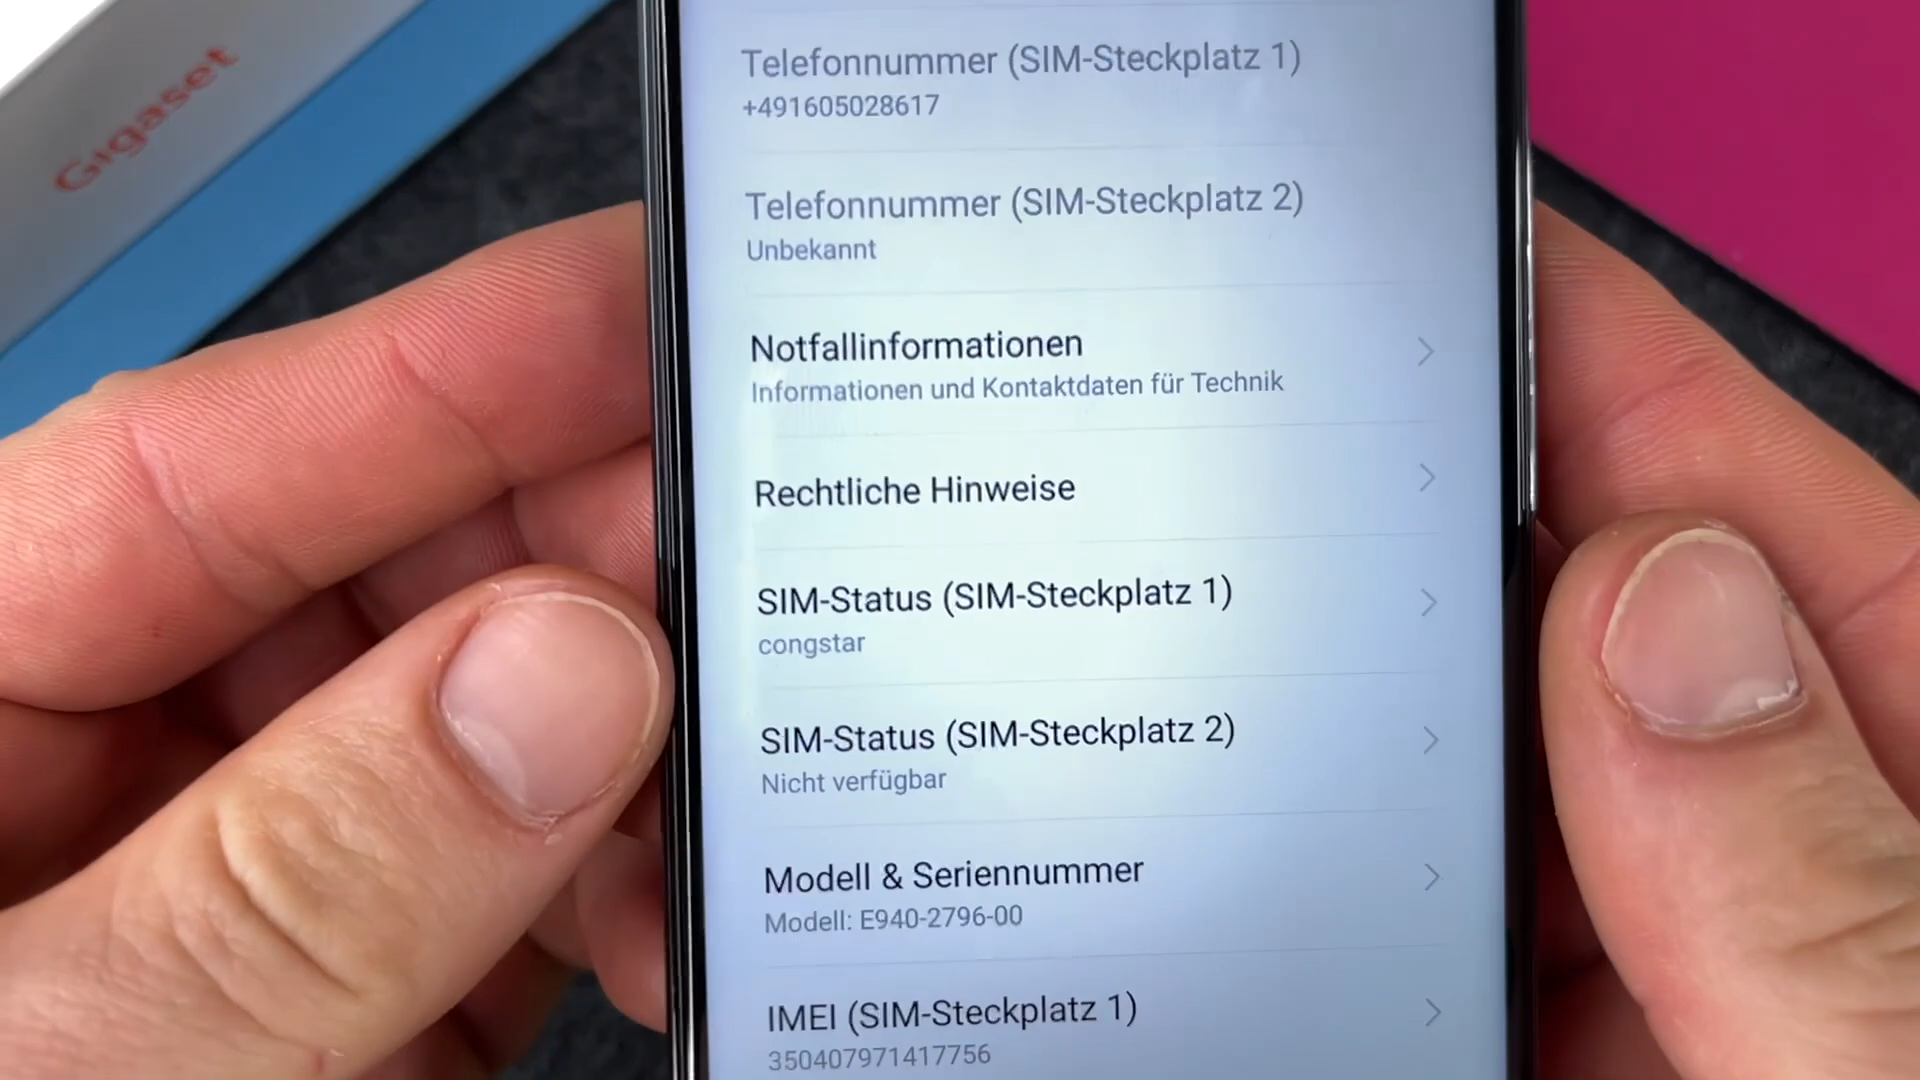 Gigaset
Telefonnummer (SIM-Steckplatz 1)
+491605028617
Telefonnummer (SIM-Steckplatz 2)
Unbekannt
Notfallinformationen
Informationen und Kontaktdaten für Technik
Rechtliche Hinweise
SIM-Status (SIM-Steckplatz 1)
congstar
SIM-Status (SIM-Steckplatz 2)
Nicht verfügbar
Modell & Seriennummer
Modell: E940-2796-00
IMEI (SIM-Steckplatz 1)
350407971417756